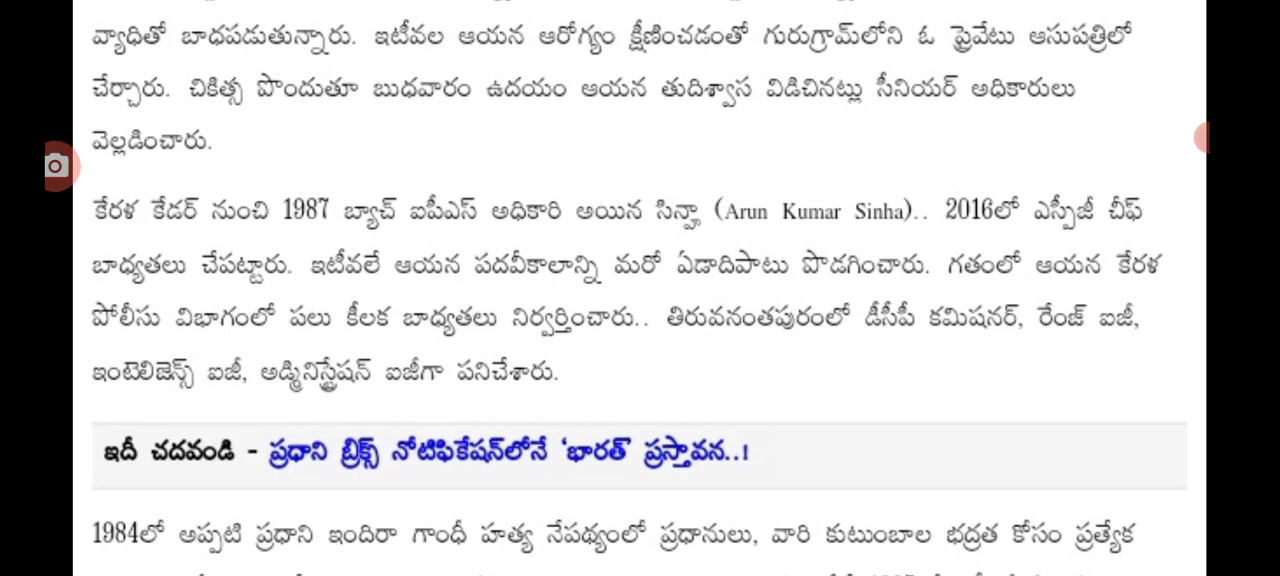 వ్యాధితో బాధపడుతున్నారు. ఇటీవల ఆయన ఆరోగ్యం క్షీణించడంతో గురుగ్రామ్‌లోని ఓ ప్రైవేటు ఆసుపత్రిలో
చేర్చారు. చికిత్స పొందుతూ బుధవారం ఉదయం ఆయన తుదిశ్వాస విడిచినట్లు సీనియర్ అధికారులు
వెల్లడించారు.
కేరళ కేడర్ నుంచి 1987 బ్యాచ్ ఐపీఎస్ అధికారి అయిన సిన్హా (Arun Kumar Sinha).. 2016లో ఎస్పీజీ చీఫ్
బాధ్యతలు చేపట్టారు. ఇటీవలే ఆయన పదవీకాలాన్ని మరో ఏడాదిపాటు పొడగించారు. గతంలో ఆయన కేరళ
పోలీసు విభాగంలో పలు కీలక బాధ్యతలు నిర్వర్తించారు.. తిరువనంతపురంలో డీసీపీ కమిషనర్, రేంజ్ ఐజీ,
ఇంటెలిజెన్స్ ఐజీ, అడ్మినిస్ట్రేషన్ ఐజీగా పనిచేశారు.
ఇదీ చదవండి - ప్రధాని బ్రిక్స్ నోటిఫికేషన్‌లోనే ‘భారత్’ ప్రస్తావన..!
1984లో అప్పటి ప్రధాని ఇందిరా గాంధీ హత్య నేపథ్యంలో ప్రధానులు, వారి కుటుంబాల భద్రత కోసం ప్రత్యేక